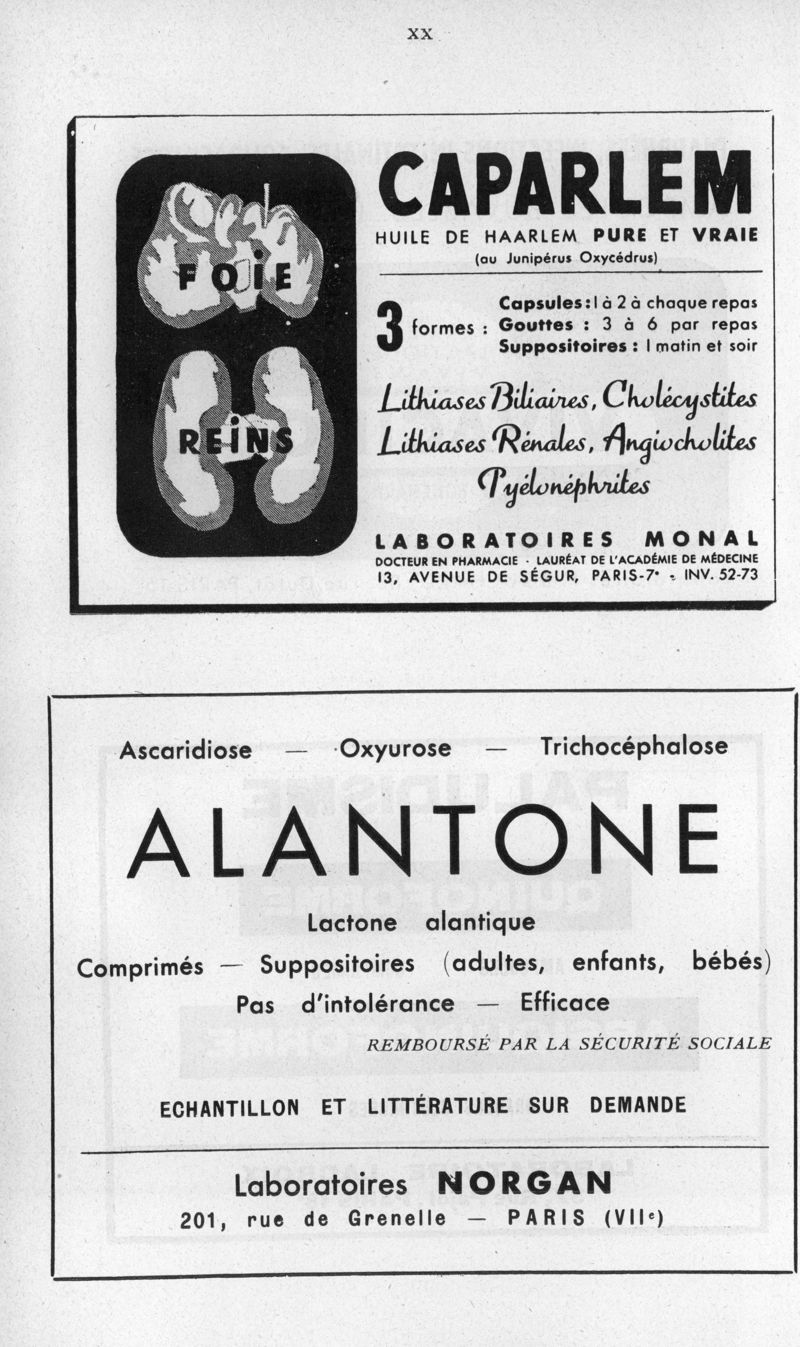 XX
CAPARLEM
HUILE DE HAARLEM PURE ET VRAIE
(au Junipérus Oxycédrus)
FOiE
REiNS
3 formes :
Capsules : 1 à 2 à chaque repas
Gouttes : 3 à 6 par repas
Suppositoires : 1 matin et soir
Lithiases Biliaires, Cholécystites
Lithiases Rénales, Angiocholites
Pyélonéphrites
LABORATOIRES MONAL
DOCTEUR EN PHARMACIE - LAURÉAT DE L'ACADÉMIE DE MÉDECINE
13, AVENUE DE SÉGUR, PARIS-7e - INV. 52-73
Ascaridiose — Oxyurose — Trichocéphalose
ALANTONE
Lactone alantique
Comprimés — Suppositoires (adultes, enfants, bébés)
Pas d'intolérance — Efficace
REMBOURSÉ PAR LA SÉCURITÉ SOCIALE
ECHANTILLON ET LITTÉRATURE SUR DEMANDE
Laboratoires NORGAN
201, rue de Grenelle — PARIS (VIIe)